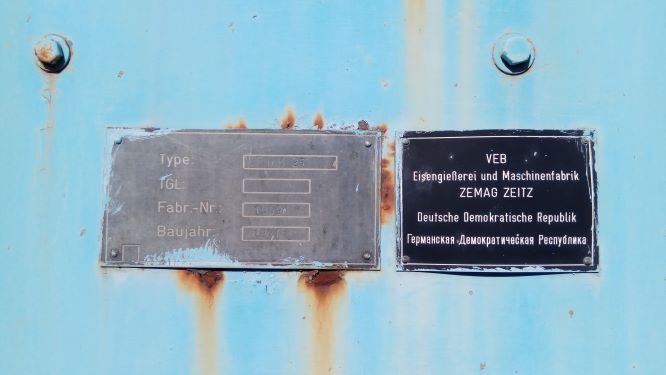 Type:
TGL:
Fabr.-Nr.:
Baujahr:
VEB
Eisengießerei und Maschinenfabrik
ZEMAG ZEITZ
Deutsche Demokratische Republik
Германская Демократическая Республика